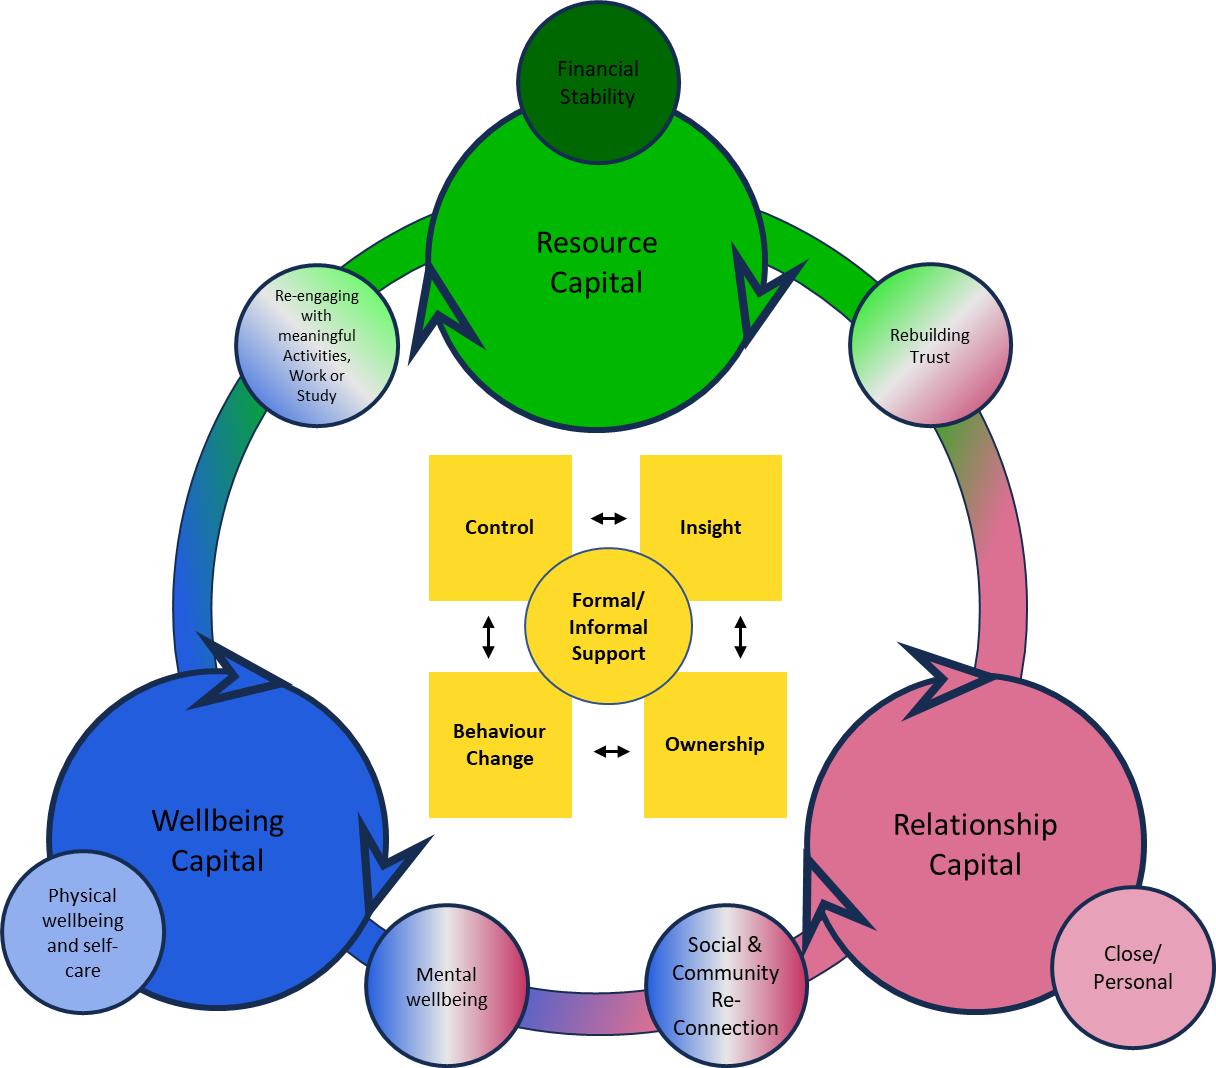 Financial
Stability
Resource
Capital
Re-engaging
with
meaningful
Activities,
Work or
Study
Rebuilding
Trust
Control
Insight
Formal/
Informal
Support
Behaviour
Change
Ownership
Wellbeing
Capital
Relationship
Capital
Physical
wellbeing
and self-
care
Mental
wellbeing
Social &
Community
Re-
Connection
Close/
Personal